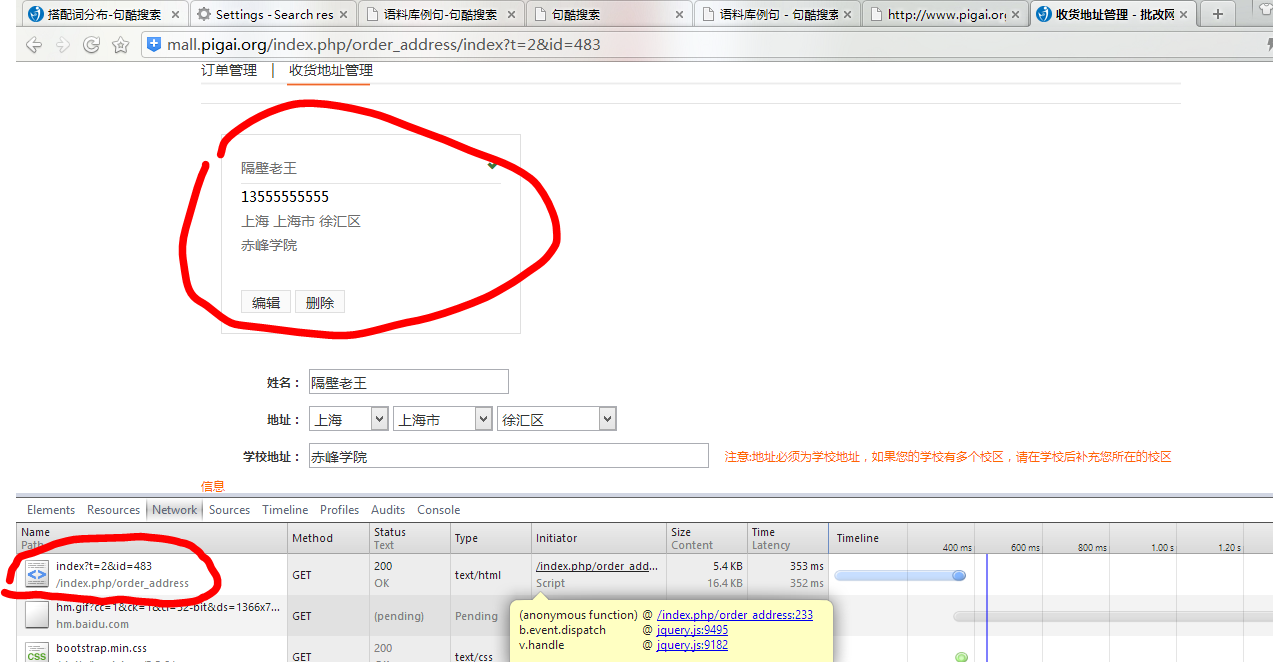 搭配词分布-句酷搜索 × Settings - Search res × 语料库例句-句酷搜索 × 句酷搜索 × 语料库例句 - 句酷搜索 × http://www.pigai.or × 收货地址管理 - 批改网 ×
mall.pigai.org/index.php/order_address/index?t=2&id=483
订单管理 | 收货地址管理
隔壁老王
13555555555
上海 上海市 徐汇区
赤峰学院
编辑 删除
姓名： 隔壁老王
地址： 上海 上海市 徐汇区
学校地址： 赤峰学院 注意:地址必须为学校地址，如果您的学校有多个校区，请在学校后补充您所在的校区
信息
Elements Resources Network Sources Timeline Profiles Audits Console
Name Method Status Type Initiator Size Time Timeline
Path Text Content Latency 400 ms 600 ms 800 ms 1.00 s 1.20 s
index?t=2&id=483 GET 200 text/html /index.php/order_add... 5.4 KB 353 ms
/index.php/order_address OK Script 16.4 KB 352 ms
hm.gif?cc=1&ck=1&cl=32-bit&ds=1366x7... GET (pending) Pending
hm.baidu.com
(anonymous function) @ /index.php/order_address:233
b.event.dispatch @ jquery.js:9495
v.handle @ jquery.js:9182
bootstrap.min.css GET 200 text/css